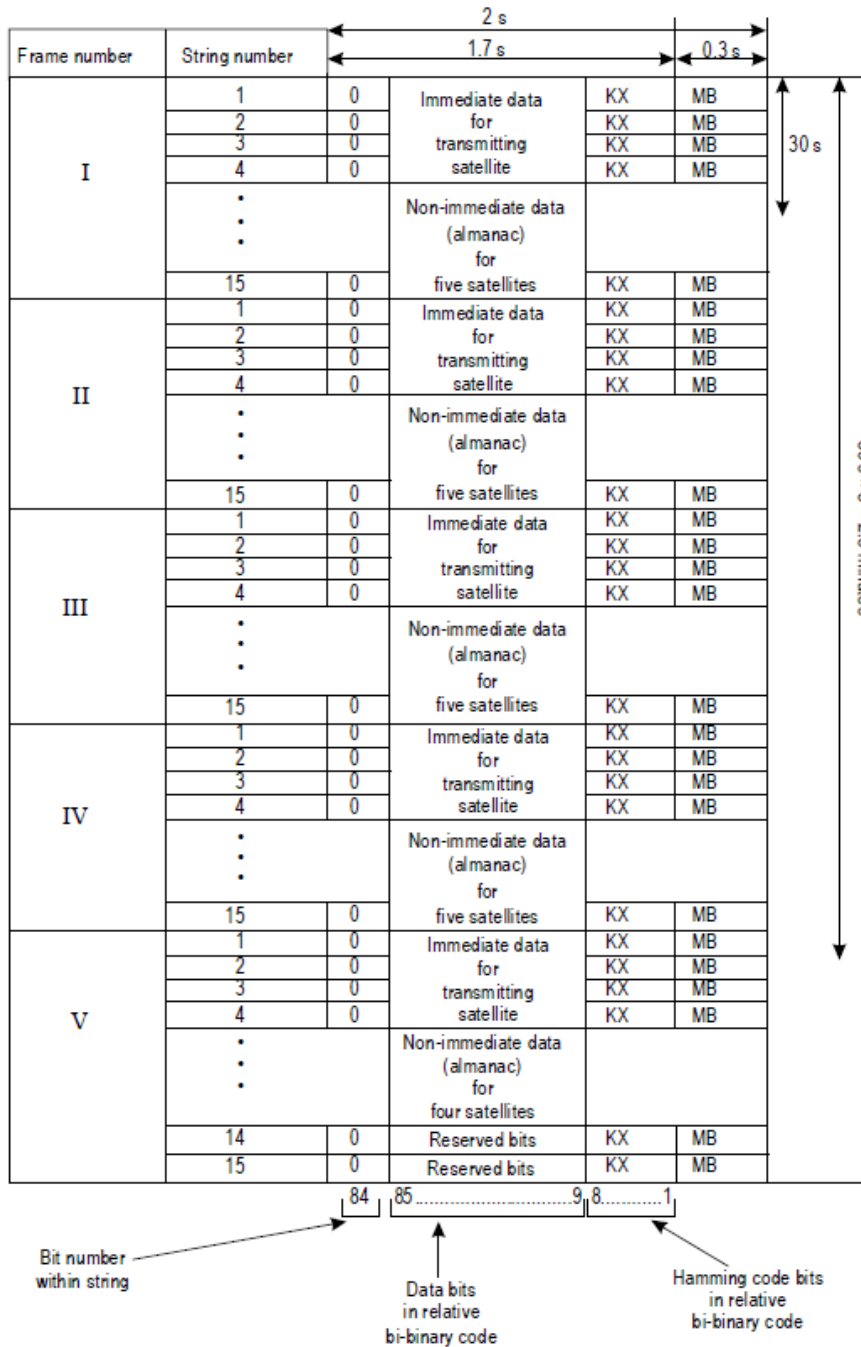 2 s
Frame number String number 1.7 s 0.3 s
1 0 Immediate data KX MB
2 0 for KX MB
3 0 transmitting KX MB
4 0 satellite KX MB
30 s
I
Non-immediate data
(almanac)
for
15 0 five satellites KX MB
1 0 Immediate data KX MB
2 0 for KX MB
3 0 transmitting KX MB
4 0 satellite KX MB
II
Non-immediate data
(almanac)
for
15 0 five satellites KX MB
1 0 Immediate data KX MB
2 0 for KX MB
3 0 transmitting KX MB
4 0 satellite KX MB
III
Non-immediate data
(almanac)
for
15 0 five satellites KX MB
1 0 Immediate data KX MB
2 0 for KX MB
3 0 transmitting KX MB
4 0 satellite KX MB
IV
Non-immediate data
(almanac)
for
15 0 five satellites KX MB
1 0 Immediate data KX MB
2 0 for KX MB
3 0 transmitting KX MB
4 0 satellite KX MB
V
Non-immediate data
(almanac)
for
four satellites
14 0 Reserved bits KX MB
15 0 Reserved bits KX MB
84 85..................................9 8...........1
Bit number
within string
Data bits
in relative
bi-binary code
Hamming code bits
in relative
bi-binary code